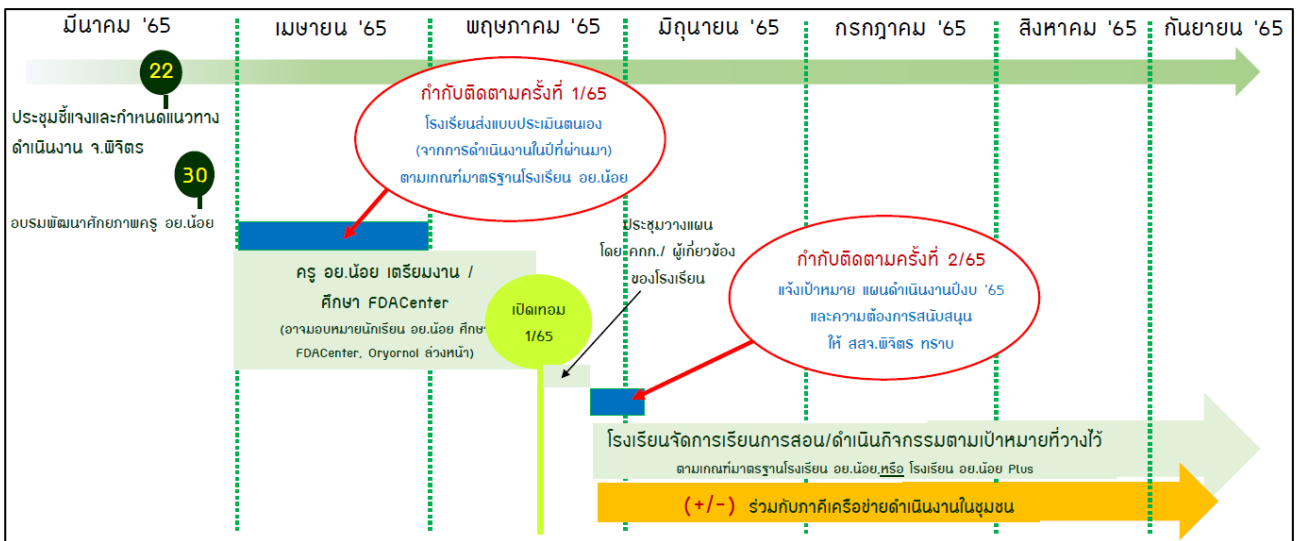 มีนาคม '65
เมษายน '65
พฤษภาคม '65
มิถุนายน '65
กรกฎาคม '65
สิงหาคม '65
กันยายน '65
22
ประชุมชี้แจงและกำหนดแนวทาง
ดำเนินงาน จ.พิจิตร
30
อบรมพัฒนาศักยภาพครู อย.น้อย
กำกับติดตามครั้งที่ 1/65
โรงเรียนส่งแบบประเมินตนเอง
(จากการดำเนินงานในปีที่ผ่านมา)
ตามเกณฑ์มาตรฐานโรงเรียน อย.น้อย
ครู อย.น้อย เตรียมงาน /
ศึกษา FDACenter
(อาจมอบหมายนักเรียน อย.น้อย ศึกษา
FDACenter, Oryornoi ล่วงหน้า)
เปิดเทอม
1/65
ประชุมวางแผน
โดย คกก./ ผู้เกี่ยวข้อง
ของโรงเรียน
กำกับติดตามครั้งที่ 2/65
แจ้งเป้าหมาย แผนดำเนินงานปีงบ '65
และความต้องการสนับสนุน
ให้ สสจ.พิจิตร ทราบ
โรงเรียนจัดการเรียนการสอน/ดำเนินกิจกรรมตามเป้าหมายที่วางไว้
ตามเกณฑ์มาตรฐานโรงเรียน อย.น้อย หรือ โรงเรียน อย.น้อย Plus
(+/-) ร่วมกับภาคีเครือข่ายดำเนินงานในชุมชน